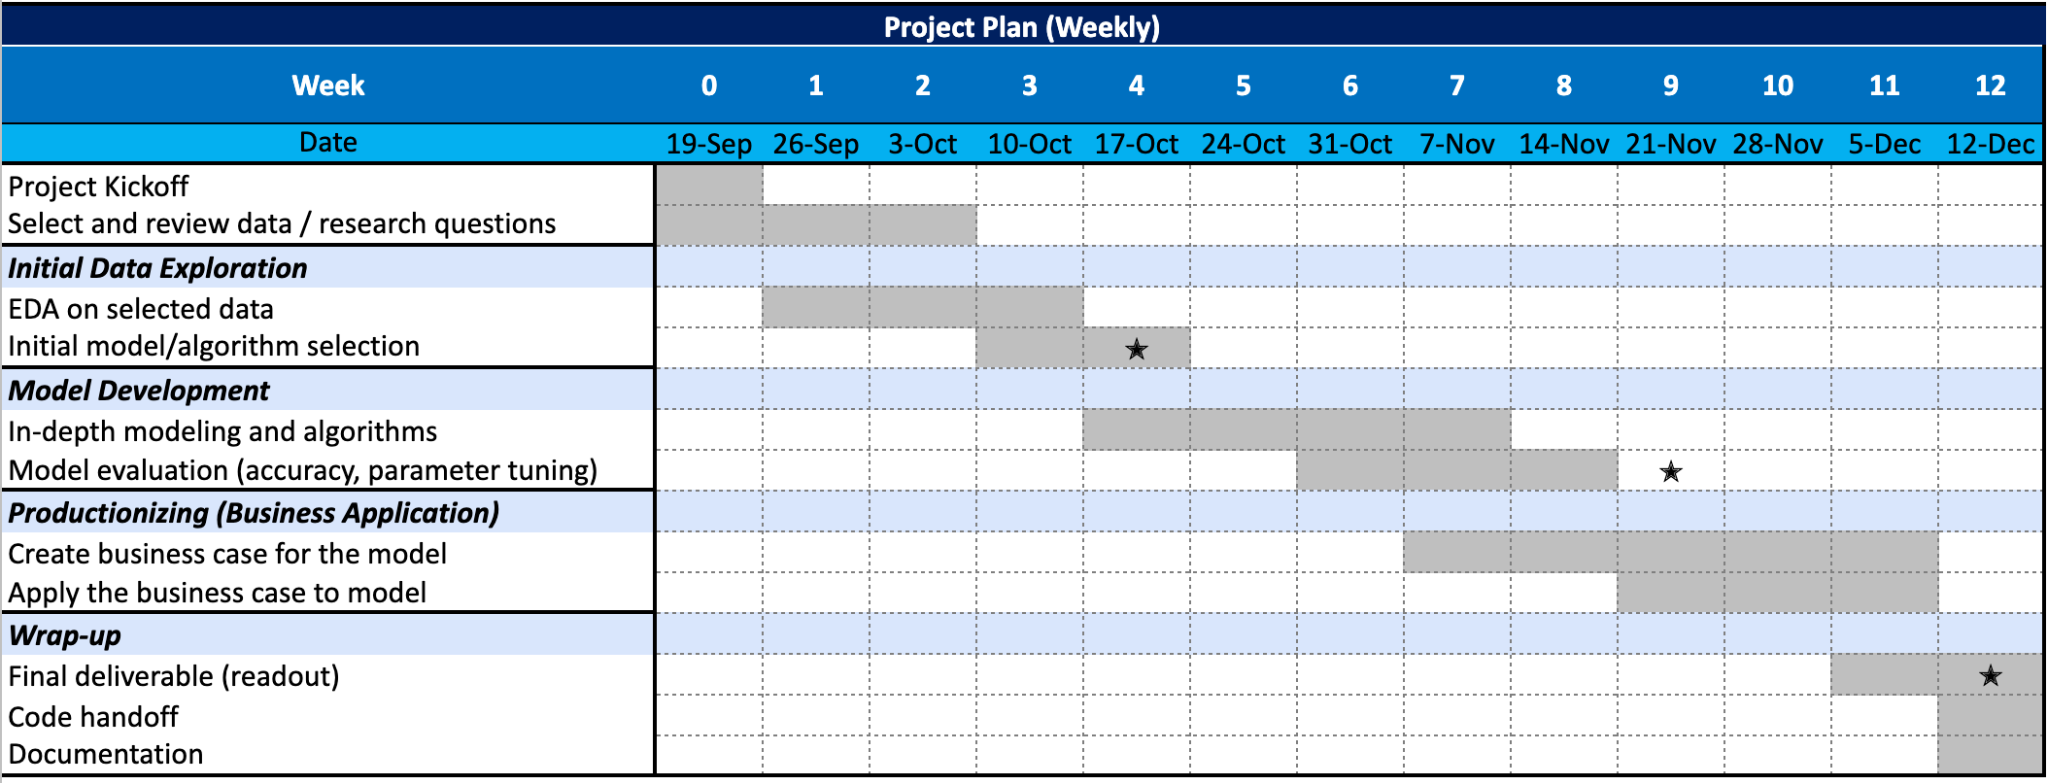 Project Plan (Weekly)
Week 0 1 2 3 4 5 6 7 8 9 10 11 12
Date 19-Sep 26-Sep 3-Oct 10-Oct 17-Oct 24-Oct 31-Oct 7-Nov 14-Nov 21-Nov 28-Nov 5-Dec 12-Dec
Project Kickoff
Select and review data / research questions
Initial Data Exploration
EDA on selected data
Initial model/algorithm selection
Model Development
In-depth modeling and algorithms
Model evaluation (accuracy, parameter tuning)
Productionizing (Business Application)
Create business case for the model
Apply the business case to model
Wrap-up
Final deliverable (readout)
Code handoff
Documentation